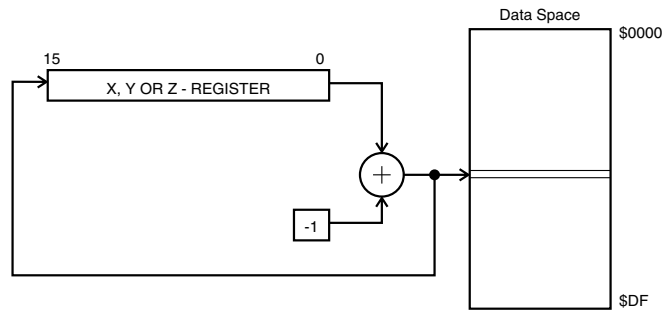 Data Space
$0000
15 0
X, Y OR Z - REGISTER
+
-1
$DF